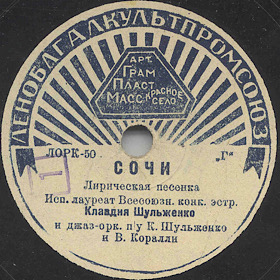 ЛЕНОБЛГАЛКУЛЬТПРОМСОЮЗ
АРТ.
ГРАМ
ПЛАСТ
МАСС
КРАСНОЕ
СЕЛО
ЛОРК-50 „Г“
СОЧИ
Лирическая песенка
Исп. лауреат Всесоюзн. конк. эстр.
Клавдия Шульженко
и джаз-орк. п/у К. Шульженко
и В. Коралли